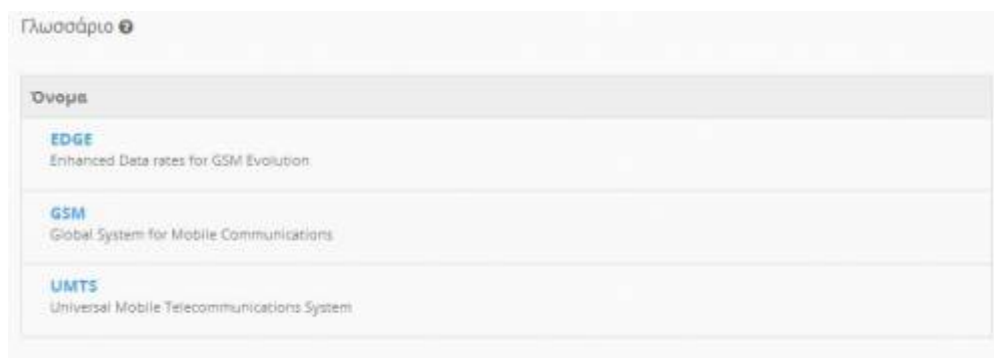 Γλωσσάριο
Όνομα
EDGE
Enhanced Data rates for GSM Evolution
GSM
Global System for Mobile Communications
UMTS
Universal Mobile Telecommunications System